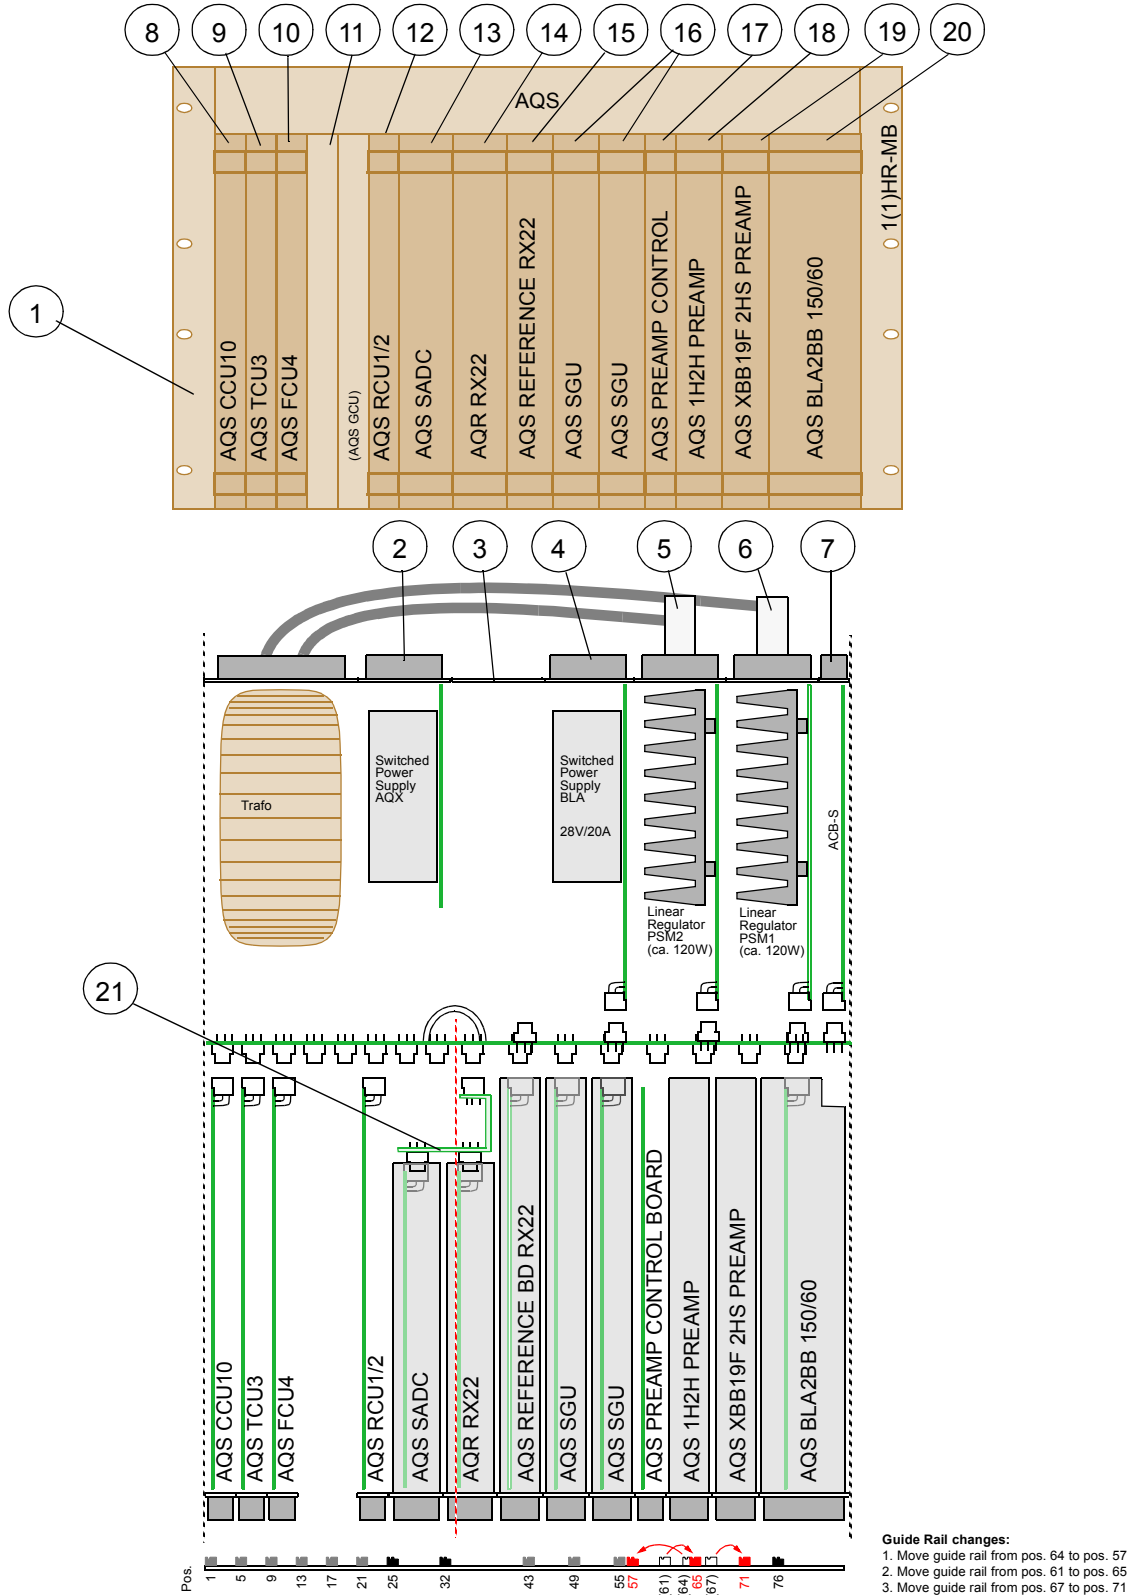 8 9 10 11 12 13 14 15 16 17 18 19 20
AQS
1(1)HR-MB
1
AQS CCU10
AQS TCU3
AQS FCU4
(AQS GCU)
AQS RCU1/2
AQS SADC
AQR RX22
AQS REFERENCE RX22
AQS SGU
AQS SGU
AQS PREAMP CONTROL
AQS 1H2H PREAMP
AQS XBB19F 2HS PREAMP
AQS BLA2BB 150/60
2 3 4 5 6 7
Trafo
Switched
Power
Supply
AQX
Switched
Power
Supply
BLA
28V/20A
Linear
Regulator
PSM2
(ca. 120W)
Linear
Regulator
PSM1
(ca. 120W)
ACB-S
21
AQS CCU10
AQS TCU3
AQS FCU4
AQS RCU1/2
AQS SADC
AQR RX22
AQS REFERENCE BD RX22
AQS SGU
AQS SGU
AQS PREAMP CONTROL BOARD
AQS 1H2H PREAMP
AQS XBB19F 2HS PREAMP
AQS BLA2BB 150/60
Pos. 1 5 9 13 17 21 25 32 43 49 55 57 (61) (64) 65 (67) 71 76
Guide Rail changes:
1. Move guide rail from pos. 64 to pos. 57
2. Move guide rail from pos. 61 to pos. 65
3. Move guide rail from pos. 67 to pos. 71